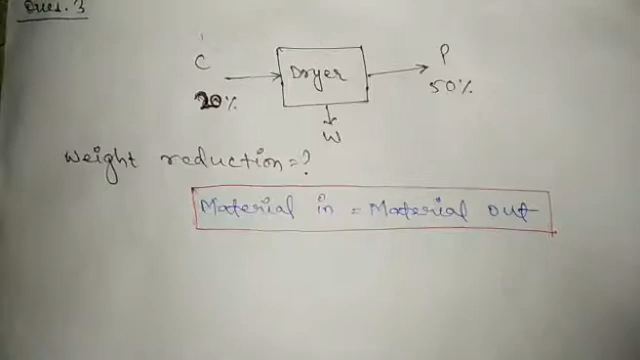 Ques. 3
C
Dryer
P
20%
50%
W
Weight reduction=?
Material in = Material out